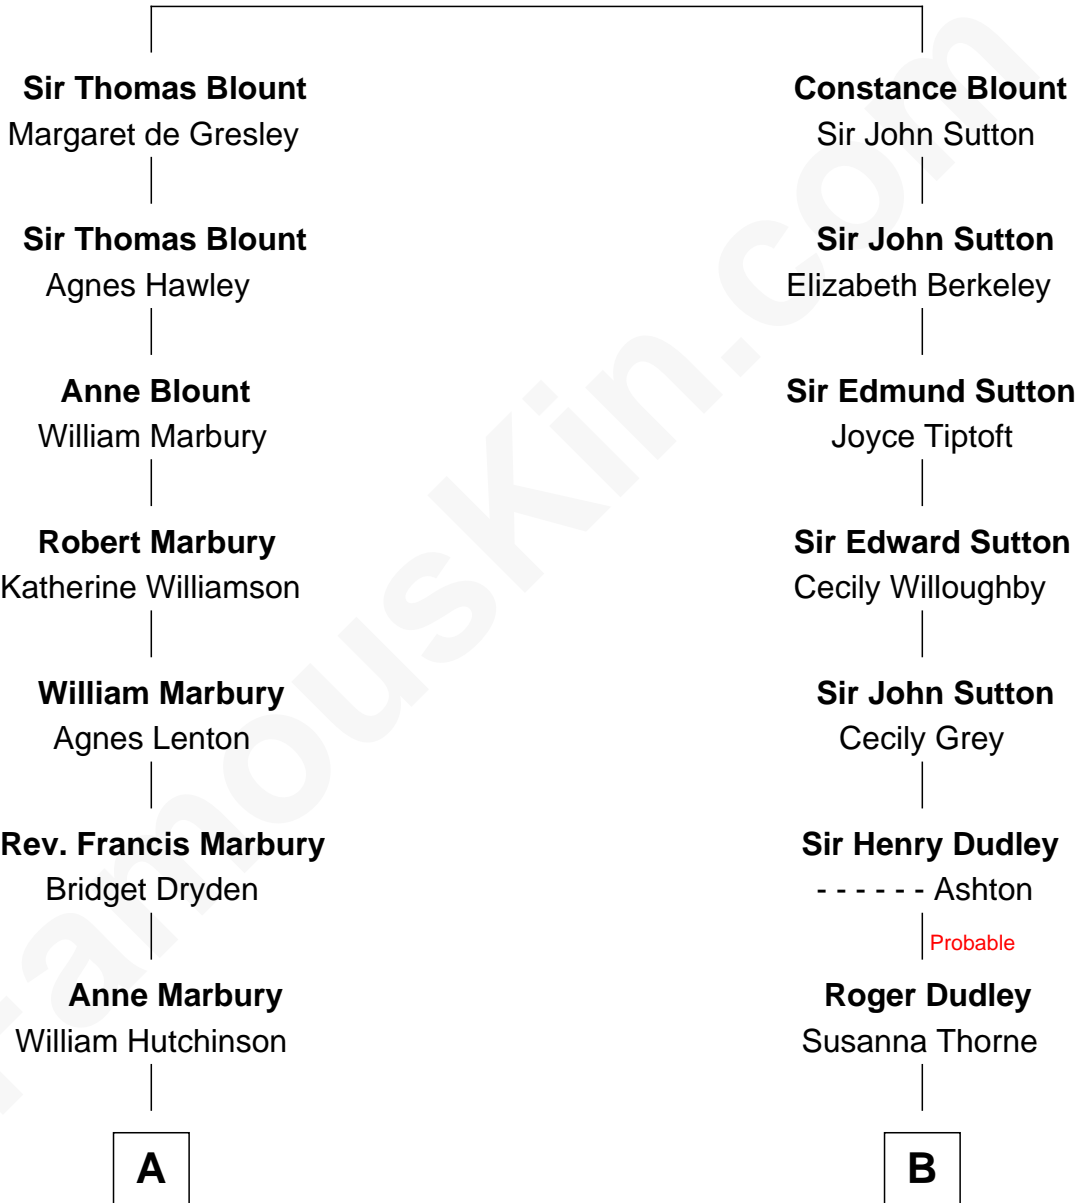 Sir Thomas Blount
Margaret de Gresley
Sir Thomas Blount
Agnes Hawley
Anne Blount
William Marbury
Robert Marbury
Katherine Williamson
William Marbury
Agnes Lenton
Rev. Francis Marbury
Bridget Dryden
Anne Marbury
William Hutchinson
A
Constance Blount
Sir John Sutton
Sir John Sutton
Elizabeth Berkeley
Sir Edmund Sutton
Joyce Tiptoft
Sir Edward Sutton
Cecily Willoughby
Sir John Sutton
Cecily Grey
Sir Henry Dudley
- - - - - - Ashton
Probable
Roger Dudley
Susanna Thorne
B
FamousKin.com